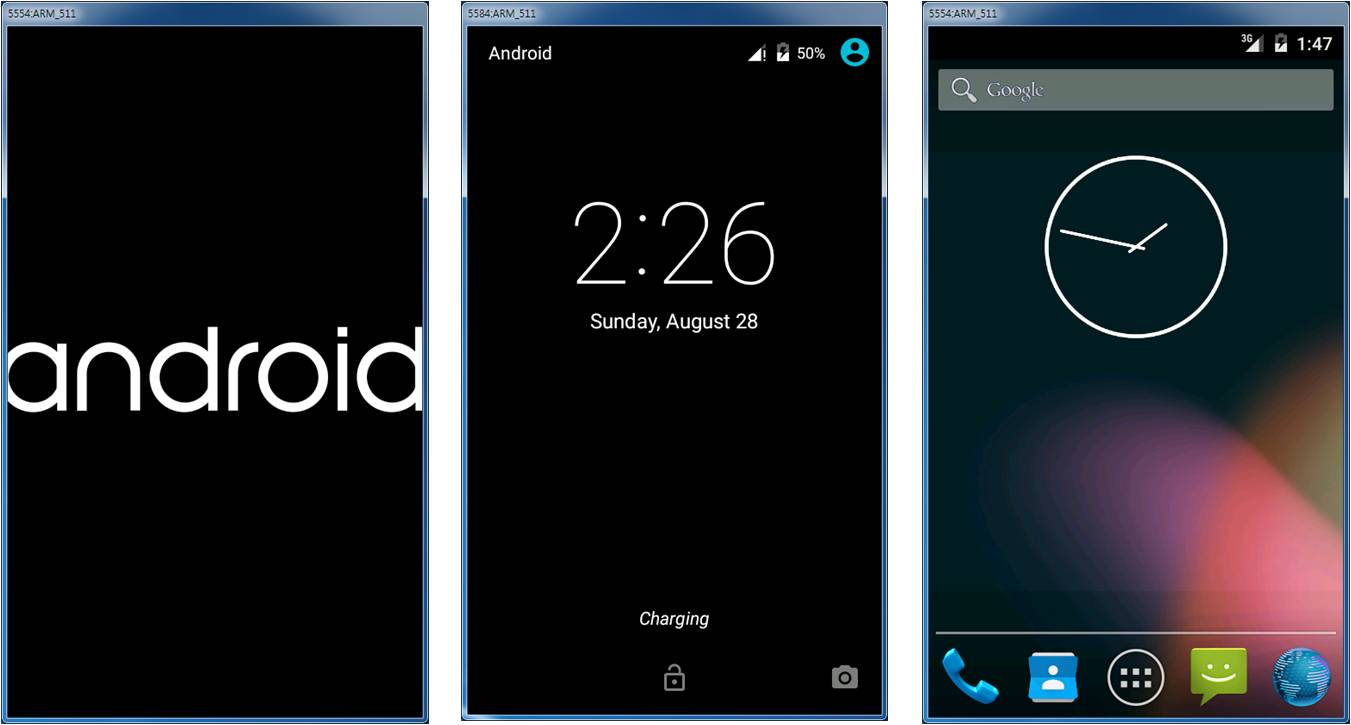 5554:ARM_511
android
5584:ARM_511
Android
50%
2:26
Sunday, August 28
Charging
5554:ARM_511
3G
1:47
Google